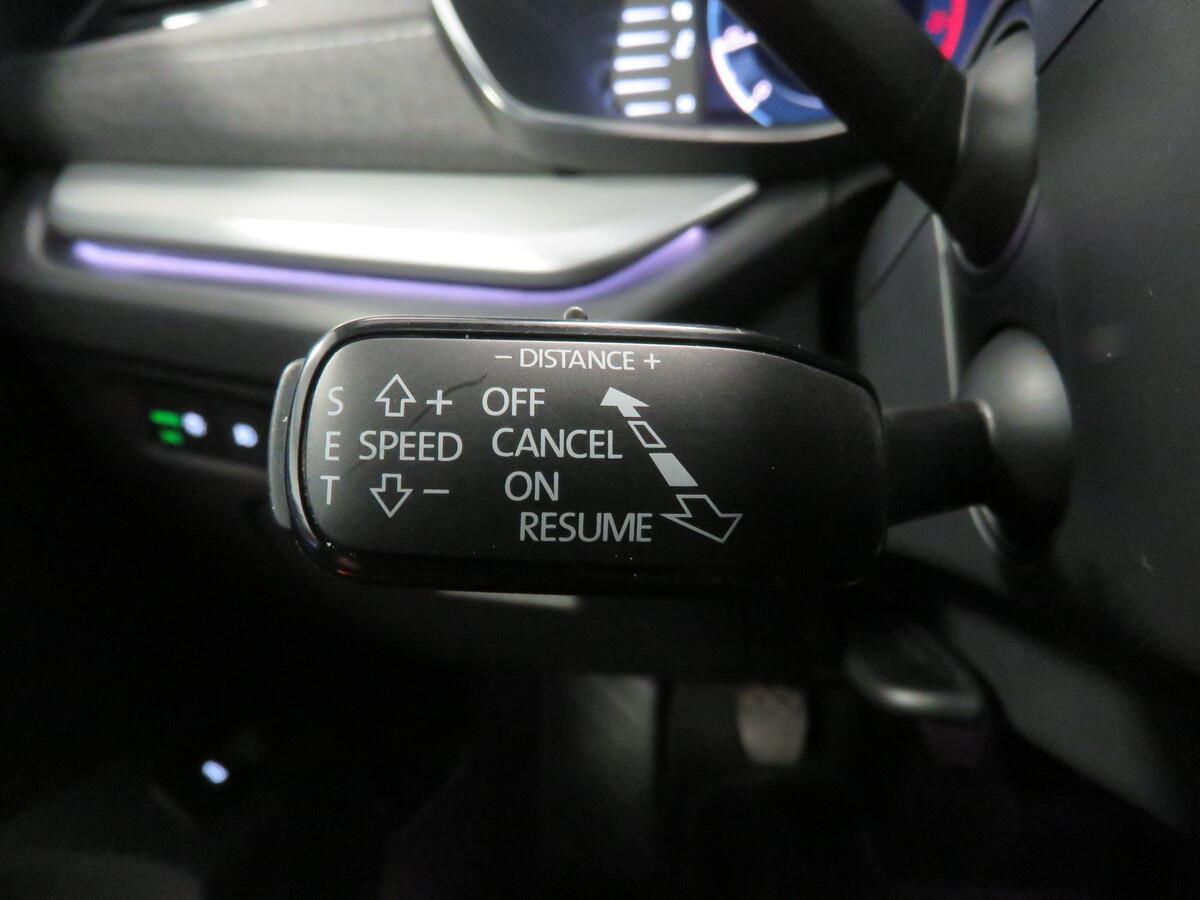 – DISTANCE +
S + OFF
E SPEED CANCEL
T – ON
RESUME